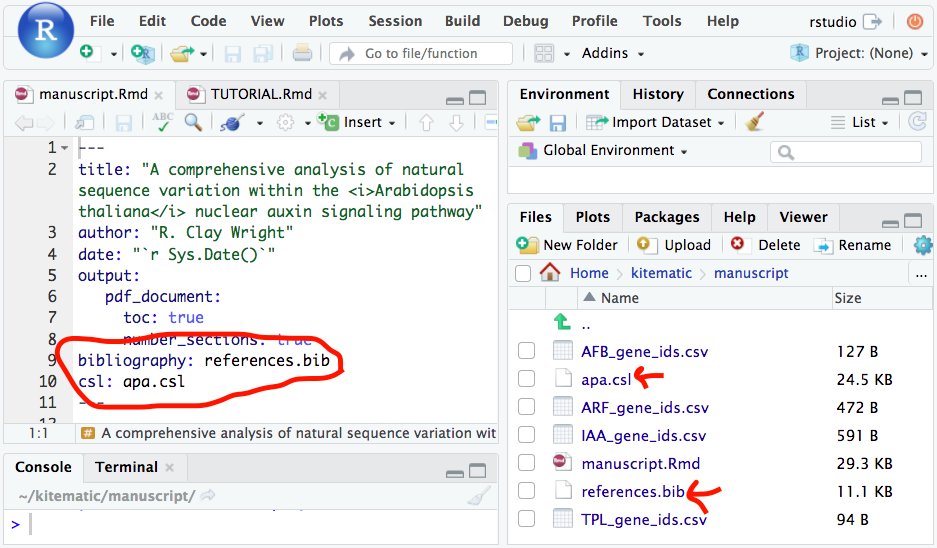 File Edit Code View Plots Session Build Debug Profile Tools Help rstudio
R
Go to file/function Addins Project: (None)
manuscript.Rmd TUTORIAL.Rmd
ABC Insert
1 ---
2 title: "A comprehensive analysis of natural
sequence variation within the <i>Arabidopsis
thaliana</i> nuclear auxin signaling pathway"
3 author: "R. Clay Wright"
4 date: "`r Sys.Date()`"
5 output:
6 pdf_document:
7 toc: true
8 number_sections: true
9 bibliography: references.bib
10 csl: apa.csl
11 ---
1:1 # A comprehensive analysis of natural sequence variation wit
Console Terminal
~/kitematic/manuscript/
>
Environment History Connections
Import Dataset List
Global Environment
Files Plots Packages Help Viewer
New Folder Upload Delete Rename
Home kitematic manuscript ...
Name Size
..
AFB_gene_ids.csv 127 B
apa.csl 24.5 KB
ARF_gene_ids.csv 472 B
IAA_gene_ids.csv 591 B
manuscript.Rmd 29.3 KB
references.bib 11.1 KB
TPL_gene_ids.csv 94 B